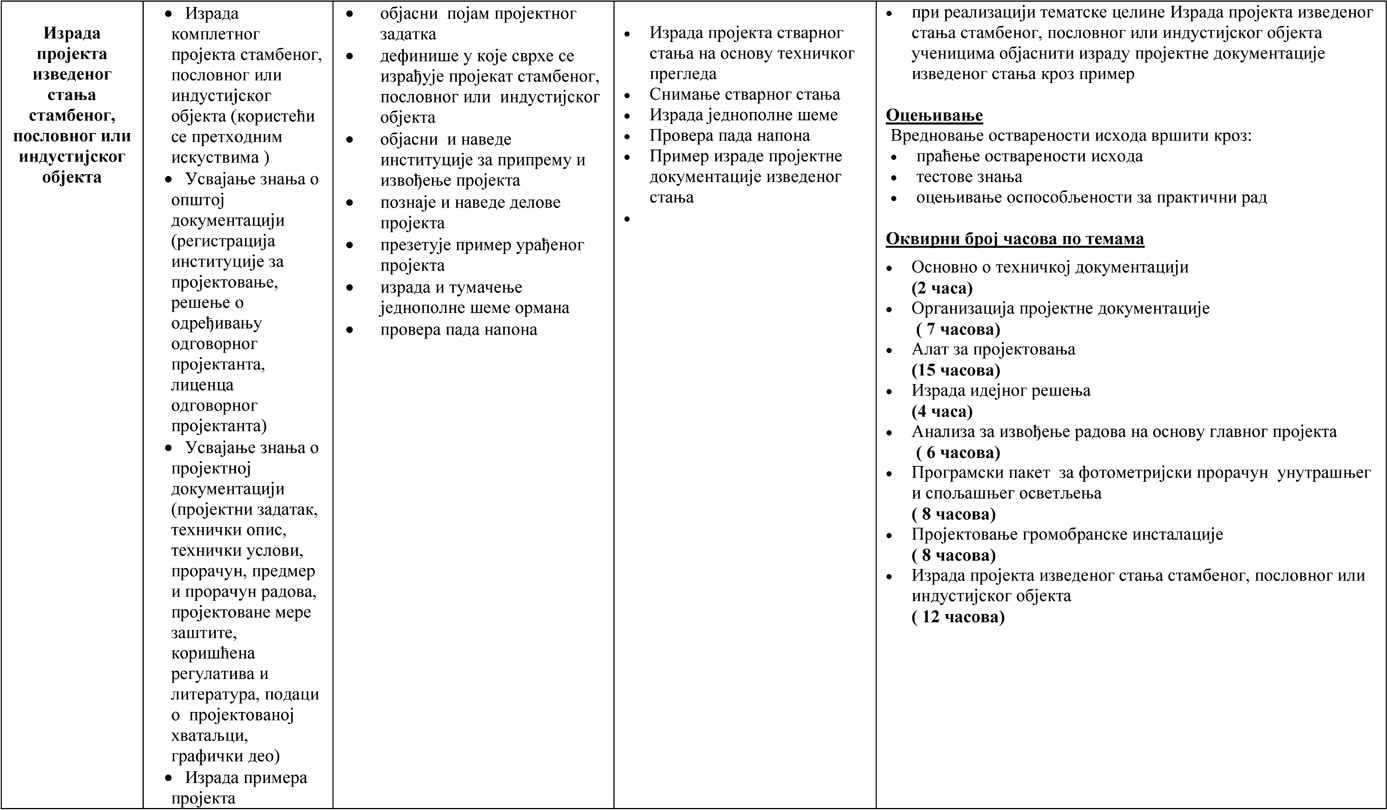 Израда
пројекта
изведеног
стања
стамбеног,
пословног или
индустијског
објекта
• Израда
комплетног
пројекта стамбеног,
пословног или
индустијског
објекта (користећи
се претходним
искуствима )
• Усвајање знања о
општој
документацији
(регистрација
институције за
пројектовање,
решење о
одређивању
одговорног
пројектанта,
лиценца
одговорног
пројектанта)
• Усвајање знања о
пројектној
документацији
(пројектни задатак,
технички опис,
технички услови,
прорачун, предмер
и прорачун радова,
пројектоване мере
заштите,
коришћена
регулатива и
литература, подаци
о пројектованој
хватаљци,
графички део)
• Израда примера
пројекта
• објасни појам пројектног
задатка
• дефинише у које сврхе се
израђује пројекат стамбеног,
пословног или индустијског
објекта
• објасни и наведе
институције за припрему и
извођење пројекта
• познаје и наведе делове
пројекта
• презетује пример урађеног
пројекта
• израда и тумачење
једнополне шеме ормана
• провера пада напона
• Израда пројекта стварног
стања на основу техничког
прегледа
• Снимање стварног стања
• Израда једнополне шеме
• Провера пада напона
• Пример израде пројектне
документације изведеног
стања
•
• при реализацији тематске целине Израда пројекта изведеног
стања стамбеног, пословног или индустијског објекта
ученицима објаснити израду пројектне документације
изведеног стања кроз пример
Оцењивање
Вредновање остварености исхода вршити кроз:
• праћење остварености исхода
• тестове знања
• оцењивање оспособљености за практични рад
Оквирни број часова по темама
• Основно о техничкој документацији
(2 часа)
• Организација пројектне документације
( 7 часова)
• Алат за пројектовања
(15 часова)
• Израда идејног решења
(4 часа)
• Анализа за извођење радова на основу главног пројекта
( 6 часова)
• Програмски пакет за фотометријски прорачун унутрашњег
и спољашнег осветљења
( 8 часова)
• Пројектовање громобранске инсталације
( 8 часова)
• Израда пројекта изведеног стања стамбеног, пословног или
индустијског објекта
( 12 часова)